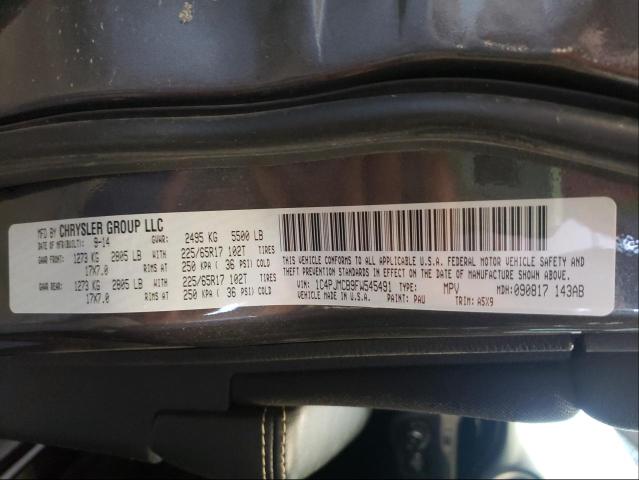 MFD BY CHRYSLER GROUP LLC
DATE OF MFR(BUILT): 9-14 GVWR: 2495 KG 5500 LB
GAWR FRONT: 1273 KG 2805 LB WITH 225/65R17 102T TIRES
17X7.0 RIMS AT 250 KPA ( 36 PSI) COLD
GAWR REAR: 1273 KG 2805 LB WITH 225/65R17 102T TIRES
17X7.0 RIMS AT 250 KPA ( 36 PSI) COLD
THIS VEHICLE CONFORMS TO ALL APPLICABLE U.S.A. FEDERAL MOTOR VEHICLE SAFETY AND
THEFT PREVENTION STANDARDS IN EFFECT ON THE DATE OF MANUFACTURE SHOWN ABOVE.
VIN: 1C4PJMCB9FW545491 TYPE: MPV MDH: 090817 143AB
VEHICLE MADE IN U.S.A. PAINT: PAU TRIM: A5X9